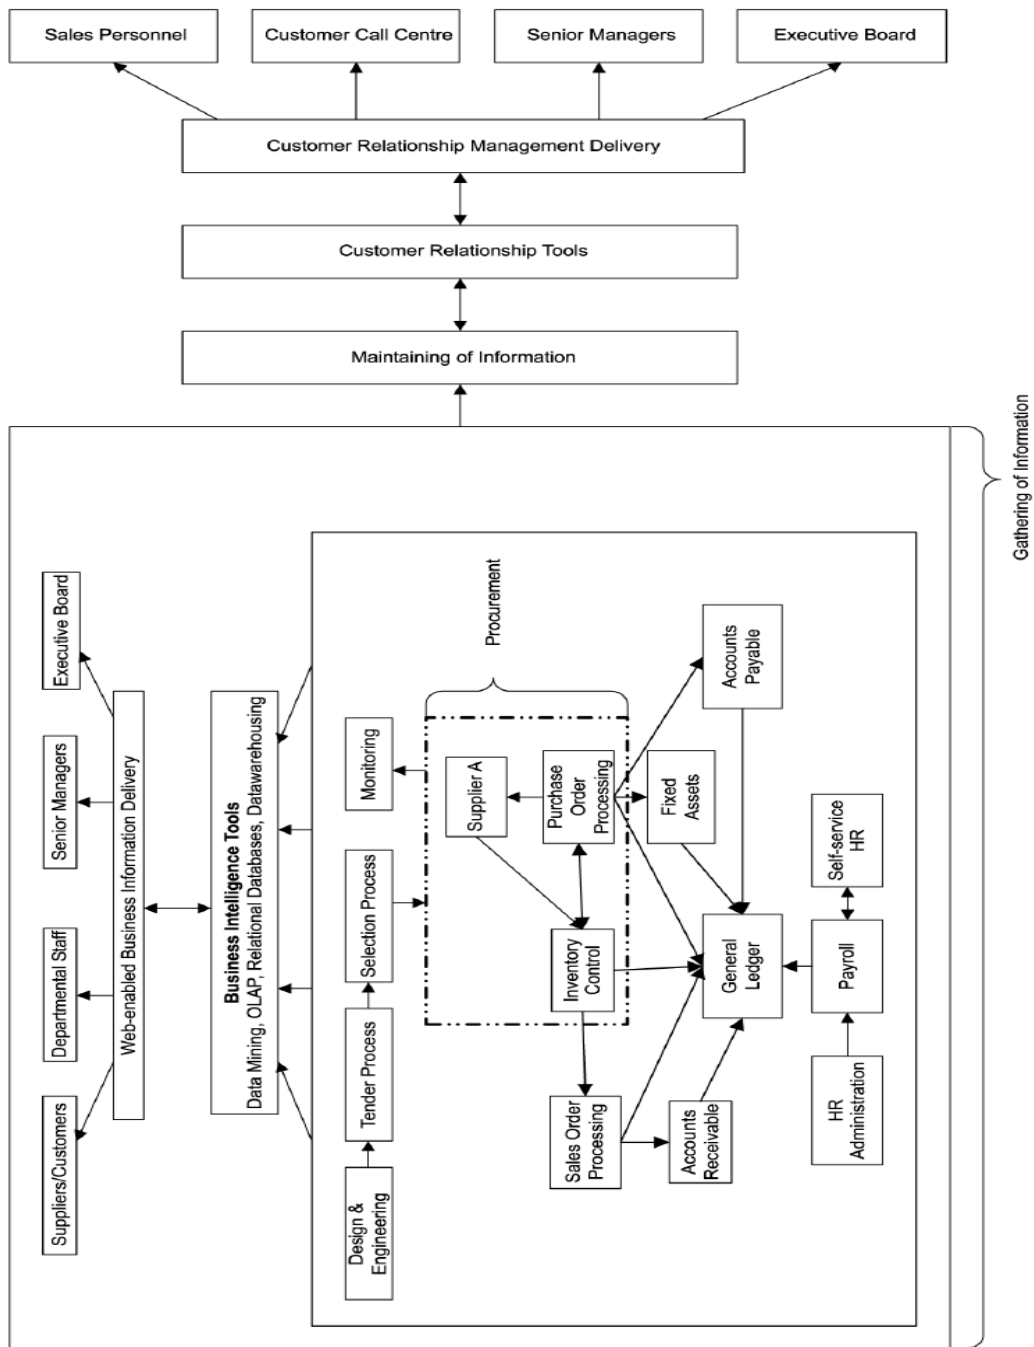 Sales Personnel
Customer Call Centre
Senior Managers
Executive Board
Customer Relationship Management Delivery
Customer Relationship Tools
Maintaining of Information
Gathering of Information
Suppliers/Customers
Departmental Staff
Senior Managers
Executive Board
Web-enabled Business Information Delivery
Business Intelligence Tools
Data Mining, OLAP, Relational Databases, Datawarehousing
Design &
Engineering
Tender Process
Selection Process
Monitoring
Procurement
Supplier A
Purchase
Order
Processing
Inventory
Control
Sales Order
Processing
Accounts
Receivable
Fixed
Assets
Accounts
Payable
General
Ledger
HR
Administration
Payroll
Self-service
HR